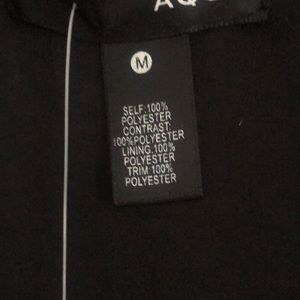 M
SELF:100%
POLYESTER
CONTRAST:
100%POLYESTER
LINING:100%
POLYESTER
TRIM 100%
POLYESTER